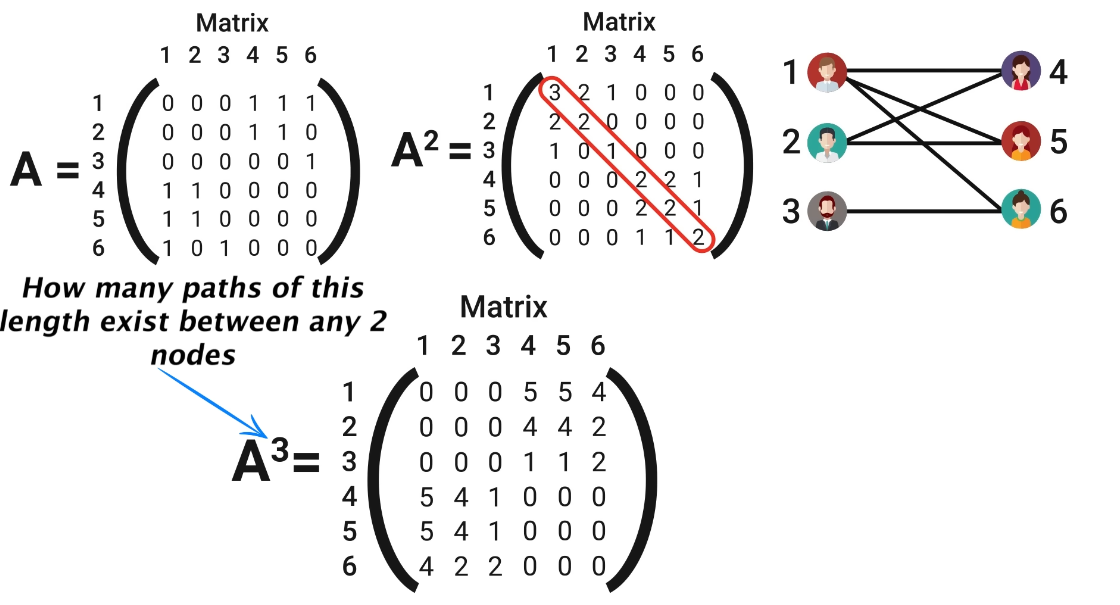 Matrix
1 2 3 4 5 6
A =
1 0 0 0 1 1 1
2 0 0 0 1 1 0
3 0 0 0 0 0 1
4 1 1 0 0 0 0
5 1 1 0 0 0 0
6 1 0 1 0 0 0
Matrix
1 2 3 4 5 6
A² =
1 3 2 1 0 0 0
2 2 2 0 0 0 0
3 1 0 1 0 0 0
4 0 0 0 2 2 1
5 0 0 0 2 2 1
6 0 0 0 1 1 2
1 4
2 5
3 6
How many paths of this
length exist between any 2
nodes
Matrix
1 2 3 4 5 6
A³=
1 0 0 0 5 5 4
2 0 0 0 4 4 2
3 0 0 0 1 1 2
4 5 4 1 0 0 0
5 5 4 1 0 0 0
6 4 2 2 0 0 0